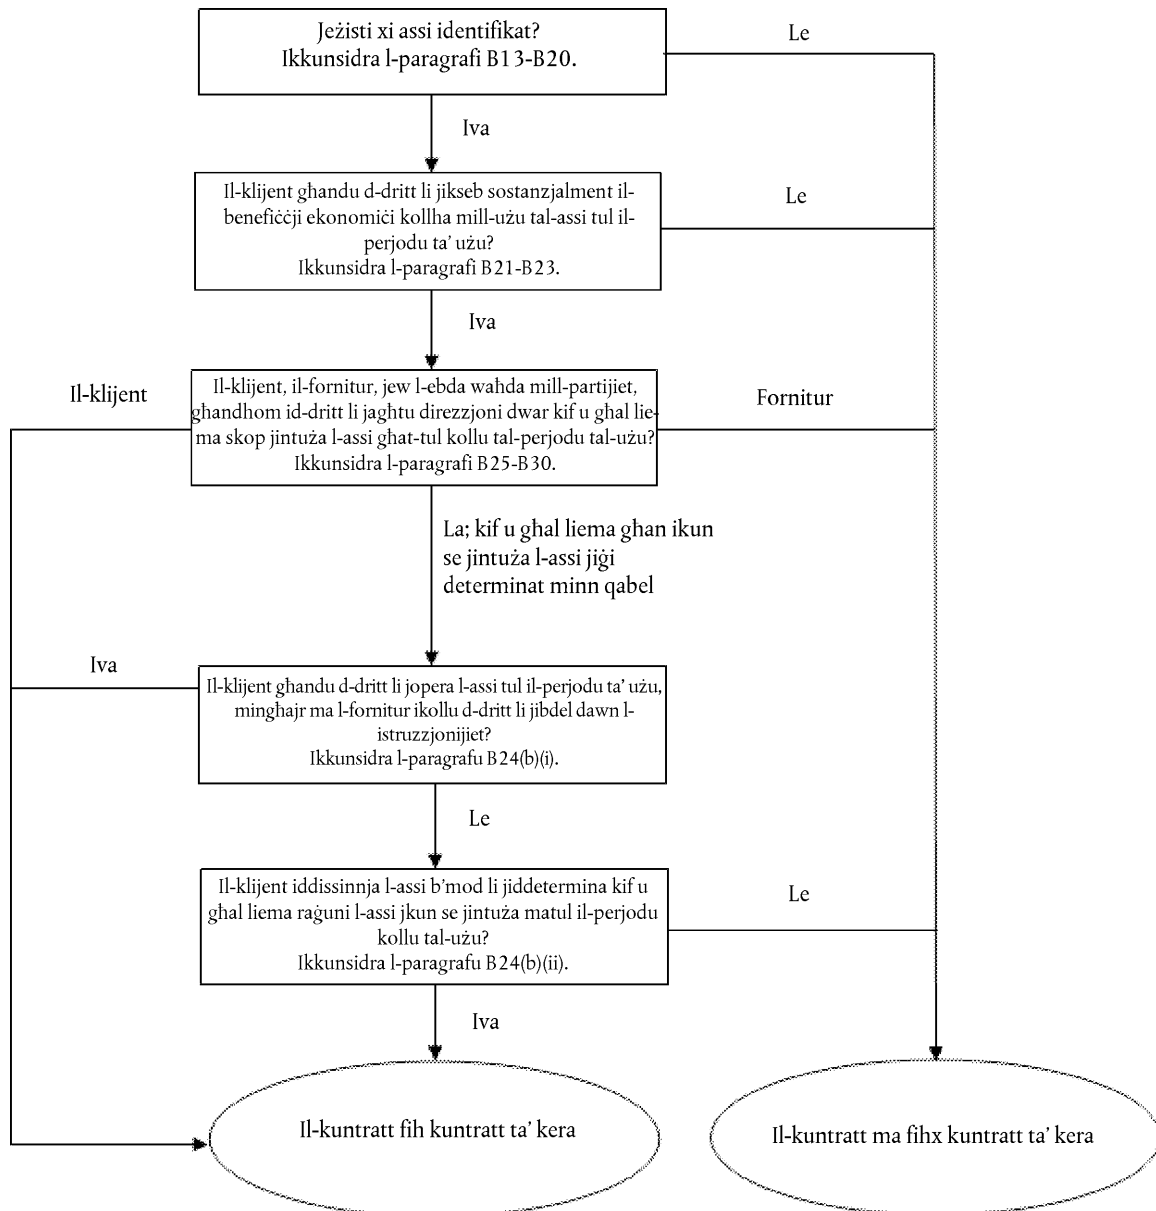 Jeżisti xi assi identifikat?
Ikkunsidra l-paragrafi B13-B20.
Le
Iva
Il-klijent għandu d-dritt li jikseb sostanzjalment il-
benefiċċji ekonomiċi kollha mill-użu tal-assi tul il-
perjodu ta' użu?
Ikkunsidra l-paragrafi B21-B23.
Le
Iva
Il-klijent
Il-klijent, il-fornitur, jew l-ebda waħda mill-partijiet,
għandhom id-dritt li jagħtu direzzjoni dwar kif u għal lie-
ma skop jintuża l-assi għat-tul kollu tal-perjodu tal-użu?
Ikkunsidra l-paragrafi B25-B30.
Fornitur
La; kif u għal liema għan ikun
se jintuża l-assi jiġi
determinat minn qabel
Iva
Il-klijent għandu d-dritt li jopera l-assi tul il-perjodu ta' użu,
mingħajr ma l-fornitur ikollu d-dritt li jibdel dawn l-
istruzzjonijiet?
Ikkunsidra l-paragrafu B24(b)(i).
Le
Il-klijent iddissinnja l-assi b'mod li jiddetermina kif u
għal liema raġuni l-assi jkun se jintuża matul il-perjodu
kollu tal-użu?
Ikkunsidra l-paragrafu B24(b)(ii).
Le
Iva
Il-kuntratt fih kuntratt ta' kera
Il-kuntratt ma fihx kuntratt ta' kera